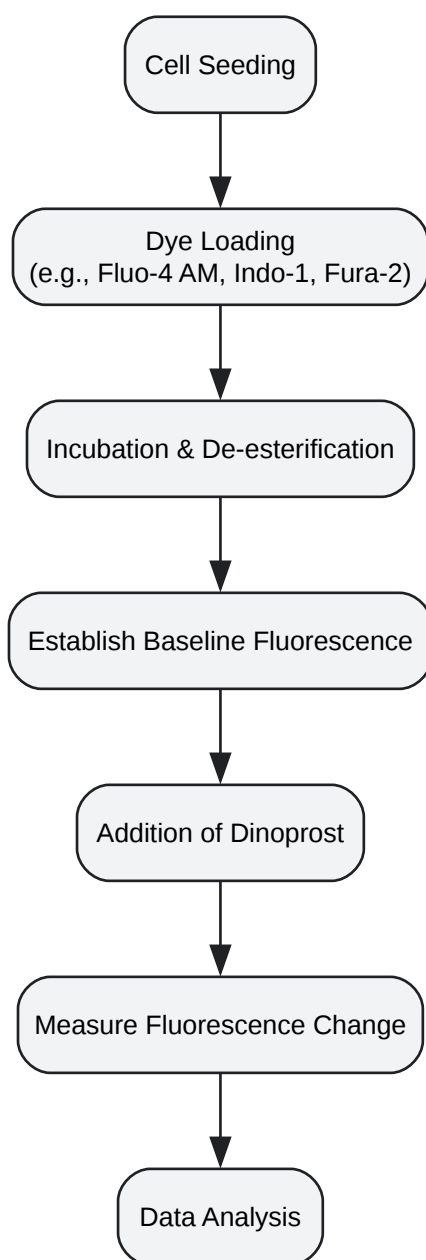 Cell Seeding
Dye Loading
(e.g., Fluo-4 AM, Indo-1, Fura-2)
Incubation & De-esterification
Establish Baseline Fluorescence
Addition of Dinoprost
Measure Fluorescence Change
Data Analysis